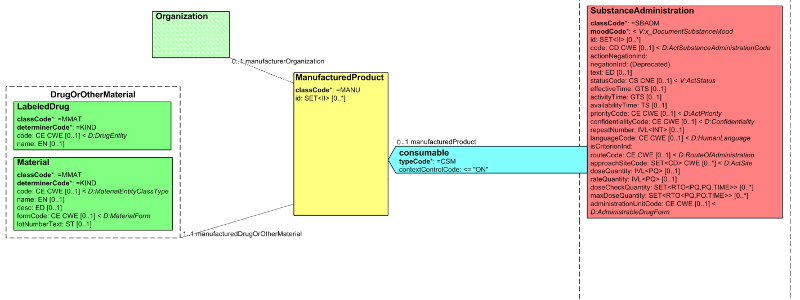 Organization
0..1 manufacturerOrganization
ManufacturedProduct
classCode*: =MANU
id: SET<II> [0..*]
DrugOrOtherMaterial
LabeledDrug
classCode*: =MMAT
determinerCode*: =KIND
code: CE CWE [0..1] < D:DrugEntity
name: EN [0..1]
Material
classCode*: =MMAT
determinerCode*: =KIND
code: CE CWE [0..1] < D:MaterialEntityClassType
name: EN [0..1]
desc: ED [0..1]
formCode: CE CWE [0..1] < D:MaterialForm
lotNumberText: ST [0..1]
1..1 manufacturedDrugOrOtherMaterial
0..1 manufacturedProduct
consumable
typeCode*: =CSM
contextControlCode: <= "ON"
SubstanceAdministration
classCode*: =SBADM
moodCode*: < V:x_DocumentSubstanceMood
id: SET<II> [0..*]
code: CD CWE [0..1] < D:ActSubstanceAdministrationCode
actionNegationInd:
negationInd: (Deprecated)
text: ED [0..1]
statusCode: CS CNE [0..1] < V:ActStatus
effectiveTime: GTS [0..1]
activityTime: GTS [0..1]
availabilityTime: TS [0..1]
priorityCode: CE CWE [0..1] < D:ActPriority
confidentialityCode: CE CWE [0..1] < D:Confidentiality
repeatNumber: IVL<INT> [0..1]
languageCode: CE CWE [0..1] < D:HumanLanguage
isCriterionInd:
routeCode: CE CWE [0..1] < D:RouteOfAdministration
approachSiteCode: SET<CD> CWE [0..*] < D:ActSite
doseQuantity: IVL<PQ> [0..1]
rateQuantity: IVL<PQ> [0..1]
doseCheckQuantity: SET<RTO<PQ,PQ.TIME>> [0..*]
maxDoseQuantity: SET<RTO<PQ,PQ.TIME>> [0..*]
administrationUnitCode: CE CWE [0..1] <
D:AdministrableDrugForm